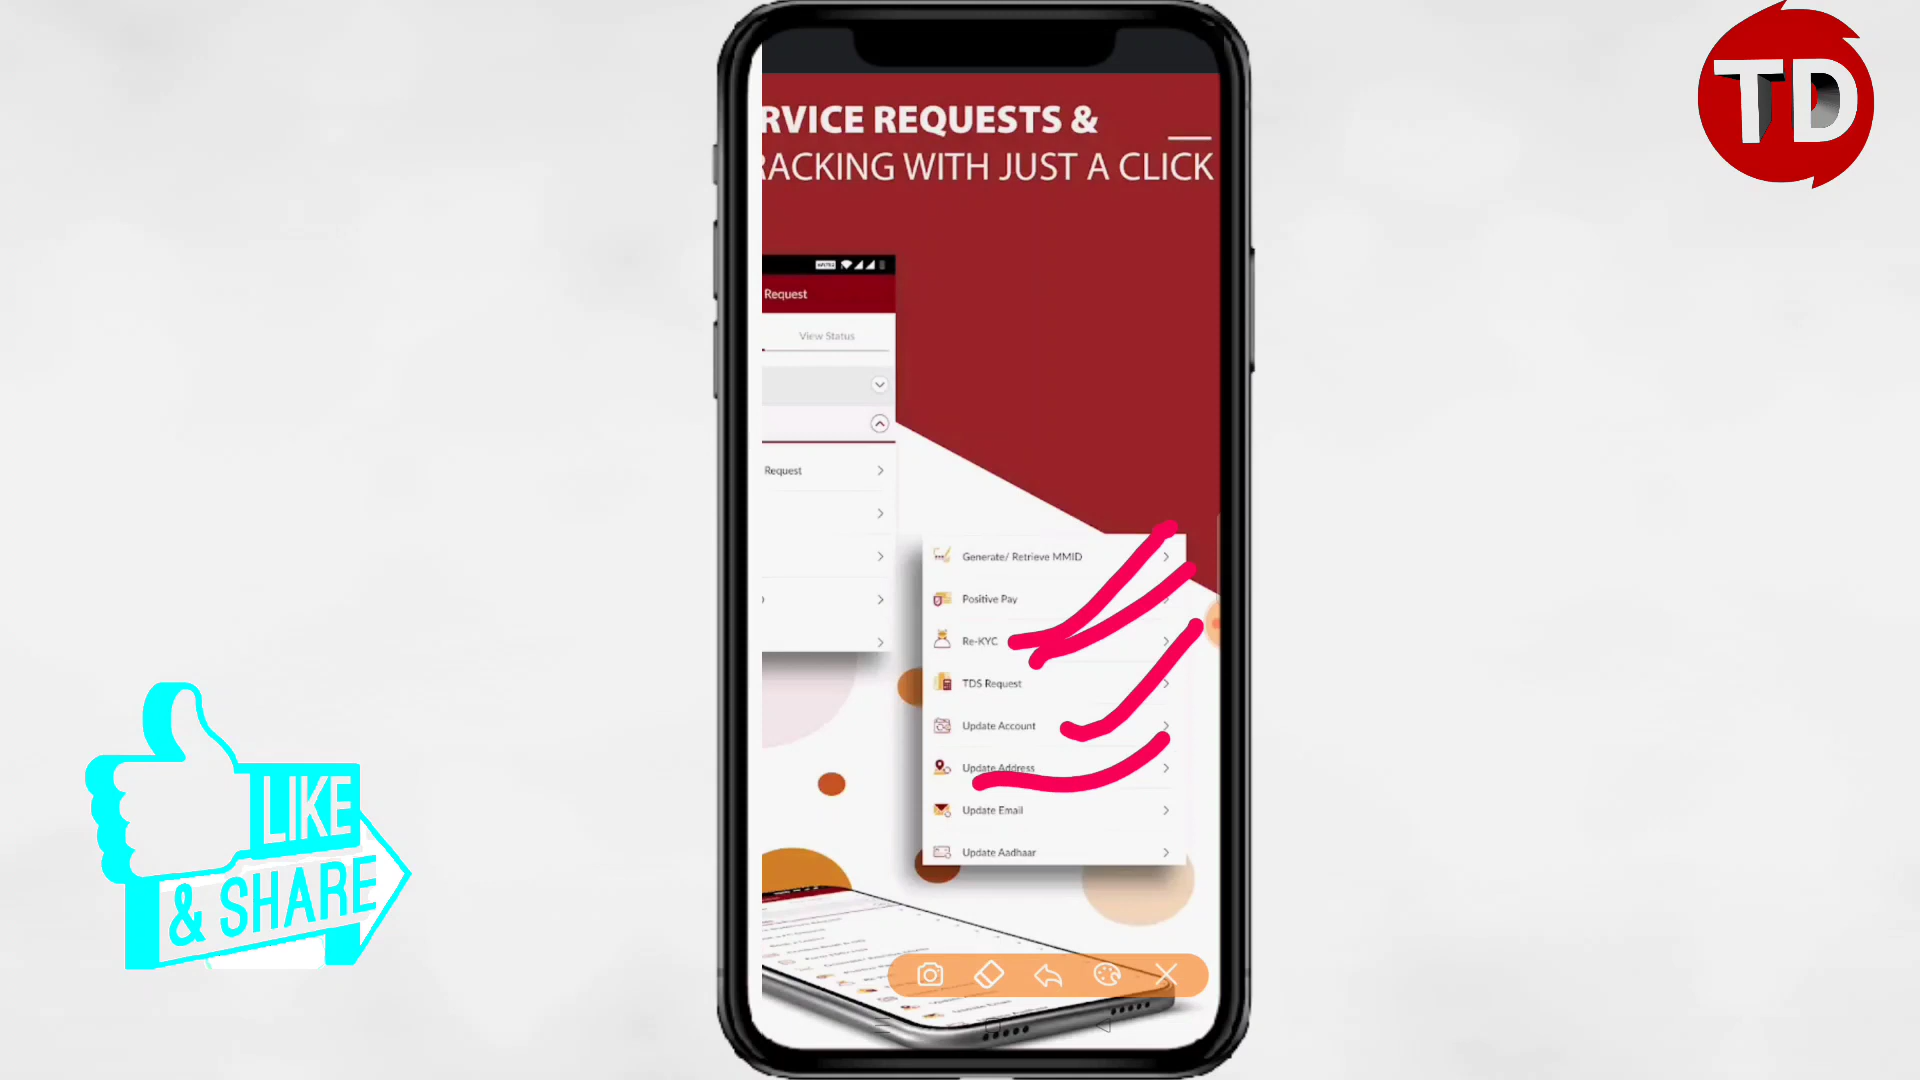 TD
RVICE REQUESTS &
RACKING WITH JUST A CLICK
Request
View Status
Request
Generate/ Retrieve MMID
Positive Pay
Re-KYC
TDS Request
Update Account
Update Address
Update Email
Update Aadhaar
LIKE
& SHARE